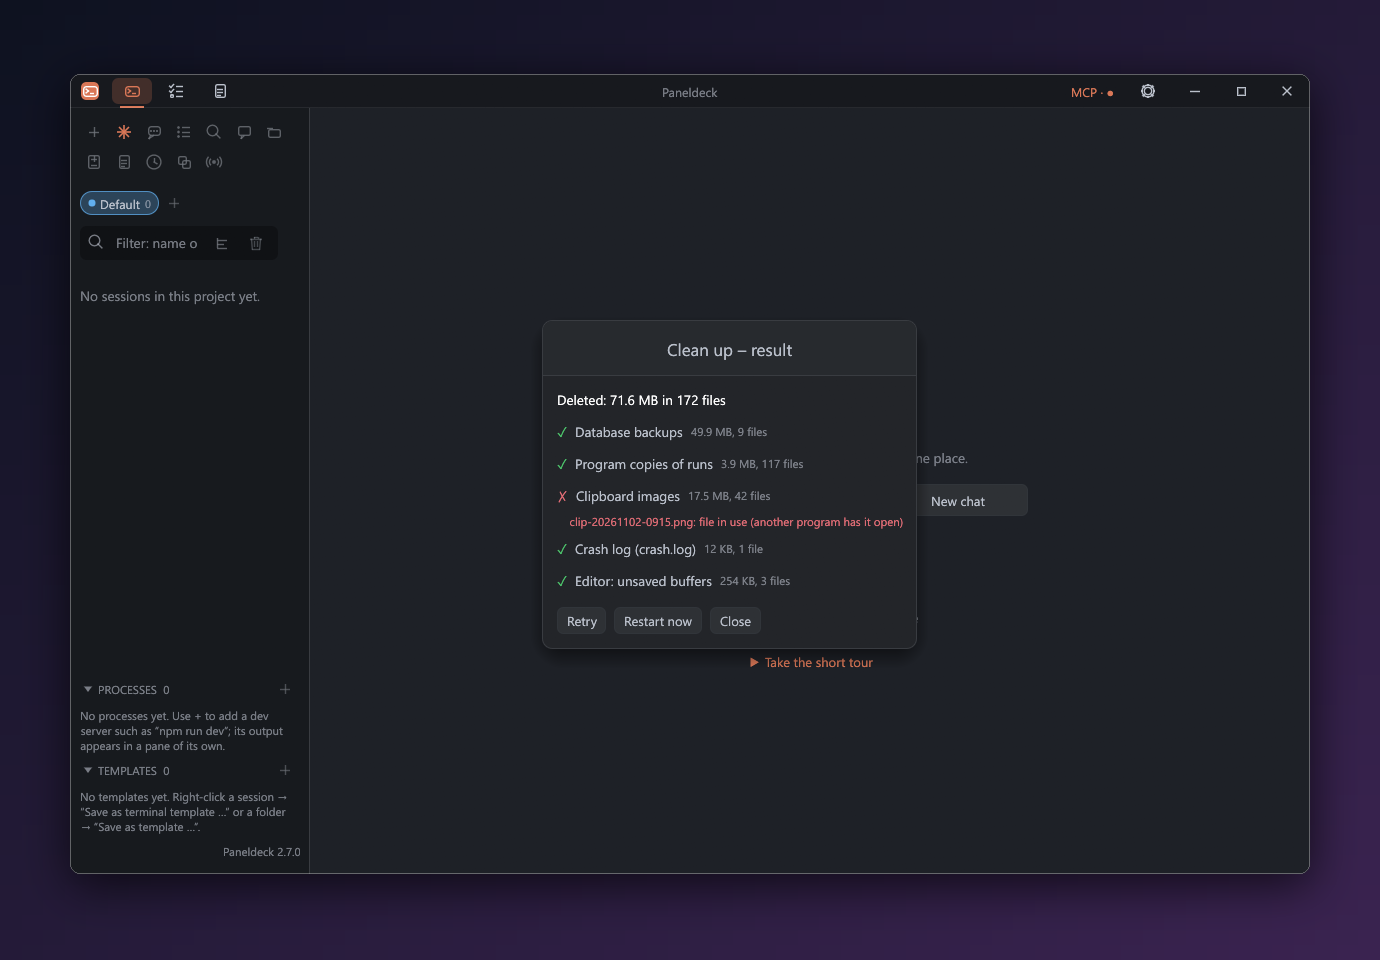 Paneldeck
MCP ·
Default 0
Filter: name o
No sessions in this project yet.
Clean up – result
Deleted: 71.6 MB in 172 files
Database backups 49.9 MB, 9 files
Program copies of runs 3.9 MB, 117 files
Clipboard images 17.5 MB, 42 files
clip-20261102-0915.png: file in use (another program has it open)
Crash log (crash.log) 12 KB, 1 file
Editor: unsaved buffers 254 KB, 3 files
Retry
Restart now
Close
place.
New chat
Take the short tour
PROCESSES 0
No processes yet. Use + to add a dev
server such as “npm run dev”; its output
appears in a pane of its own.
TEMPLATES 0
No templates yet. Right-click a session →
“Save as terminal template …” or a folder
→ “Save as template …”.
Paneldeck 2.7.0